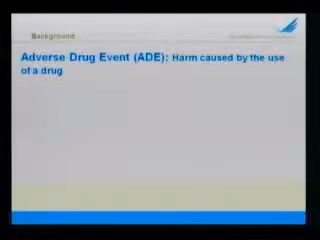 Background
Adverse Drug Event (ADE): Harm caused by the use
of a drug